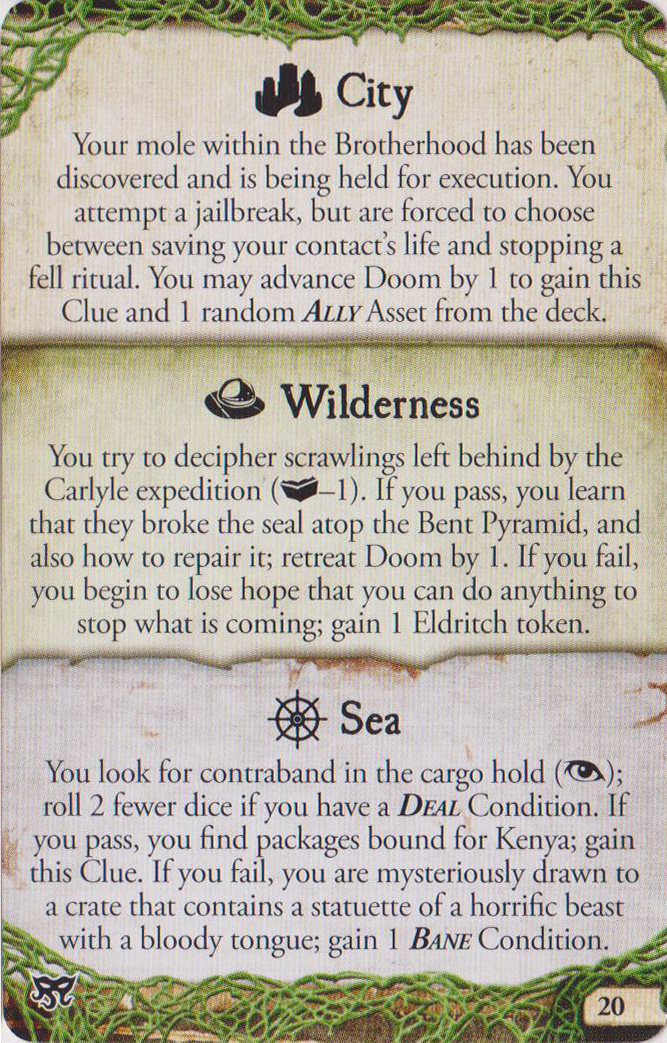 City
Your mole within the Brotherhood has been
discovered and is being held for execution. You
attempt a jailbreak, but are forced to choose
between saving your contact's life and stopping a
fell ritual. You may advance Doom by 1 to gain this
Clue and 1 random ALLY Asset from the deck.
Wilderness
You try to decipher scrawlings left behind by the
Carlyle expedition (–1). If you pass, you learn
that they broke the seal atop the Bent Pyramid, and
also how to repair it; retreat Doom by 1. If you fail,
you begin to lose hope that you can do anything to
stop what is coming; gain 1 Eldritch token.
Sea
You look for contraband in the cargo hold ();
roll 2 fewer dice if you have a DEAL Condition. If
you pass, you find packages bound for Kenya; gain
this Clue. If you fail, you are mysteriously drawn to
a crate that contains a statuette of a horrific beast
with a bloody tongue; gain 1 BANE Condition.
20